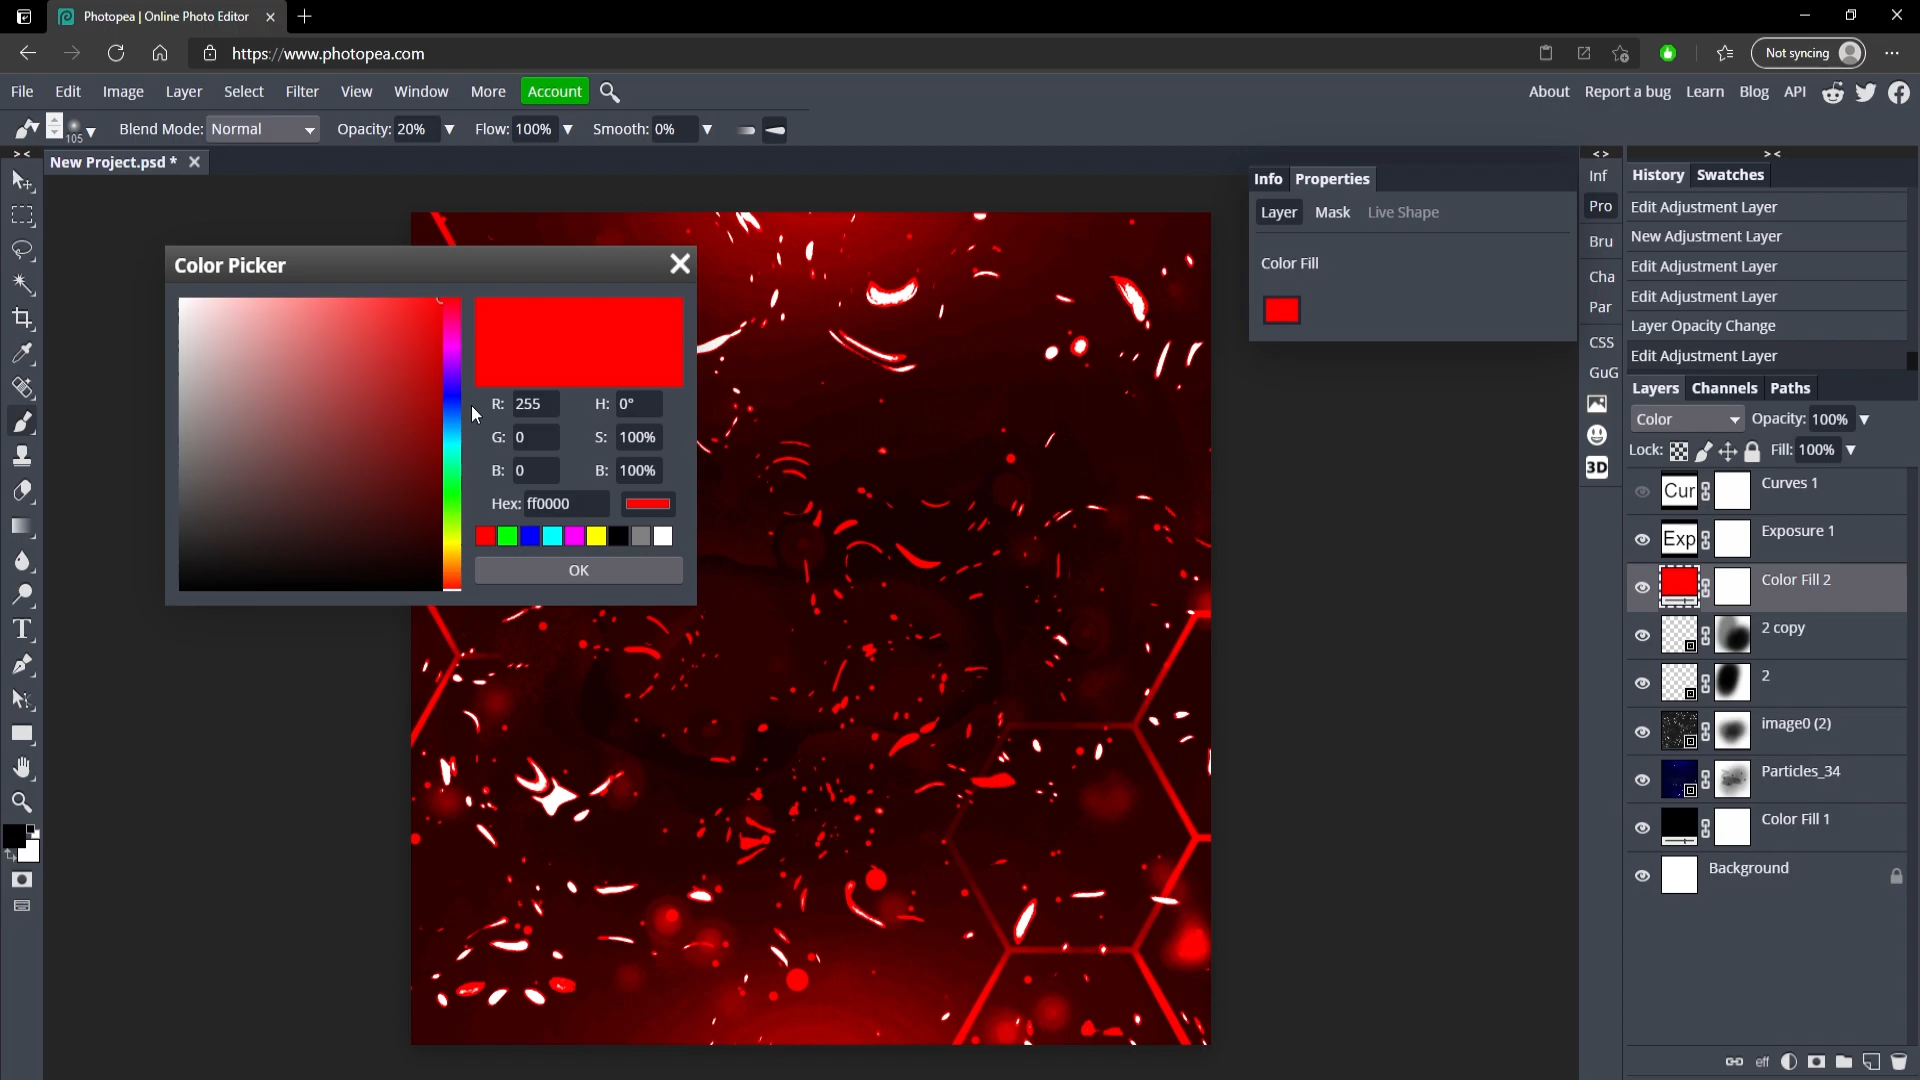 Photopea | Online Photo Editor
https://www.photopea.com
Not syncing
File Edit Image Layer Select Filter View Window More Account
About Report a bug Learn Blog API
105 Blend Mode: Normal Opacity: 20% Flow: 100% Smooth: 0%
> <
< >
> <
New Project.psd *
Info Properties
Layer Mask Live Shape
Color Fill
Inf
Pro
Bru
Cha
Par
CSS
GuG
3D
History Swatches
Edit Adjustment Layer
New Adjustment Layer
Edit Adjustment Layer
Edit Adjustment Layer
Layer Opacity Change
Edit Adjustment Layer
Layers Channels Paths
Color Opacity: 100%
Lock: Fill: 100%
Cur Curves 1
Exp Exposure 1
Color Fill 2
2 copy
2
image0 (2)
Particles_34
Color Fill 1
Background
eff
Color Picker
R: 255 H: 0°
G: 0 S: 100%
B: 0 B: 100%
Hex: ff0000
OK
T